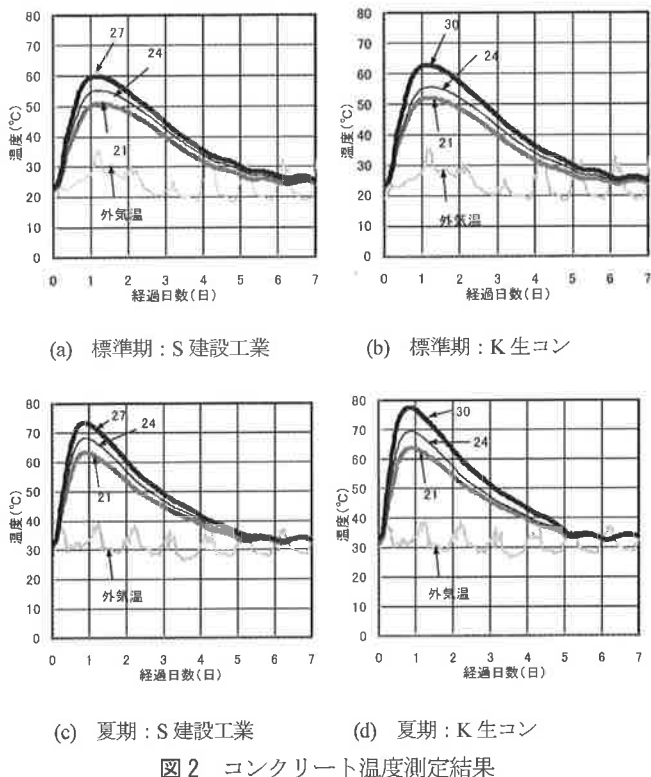 80
70
60
50
40
30
20
10
0
温度(℃)
27
24
21
外気温
0 1 2 3 4 5 6 7
経過日数(日)
(a) 標準期：S 建設工業
80
70
60
50
40
30
20
10
0
温度(℃)
30
24
21
外気温
0 1 2 3 4 5 6 7
経過日数(日)
(b) 標準期：K 生コン
80
70
60
50
40
30
20
10
0
温度(℃)
27
24
21
外気温
0 1 2 3 4 5 6 7
経過日数(日)
(c) 夏期：S 建設工業
80
70
60
50
40
30
20
10
0
温度(℃)
30
24
21
外気温
0 1 2 3 4 5 6 7
経過日数(日)
(d) 夏期：K 生コン
図2 コンクリート温度測定結果